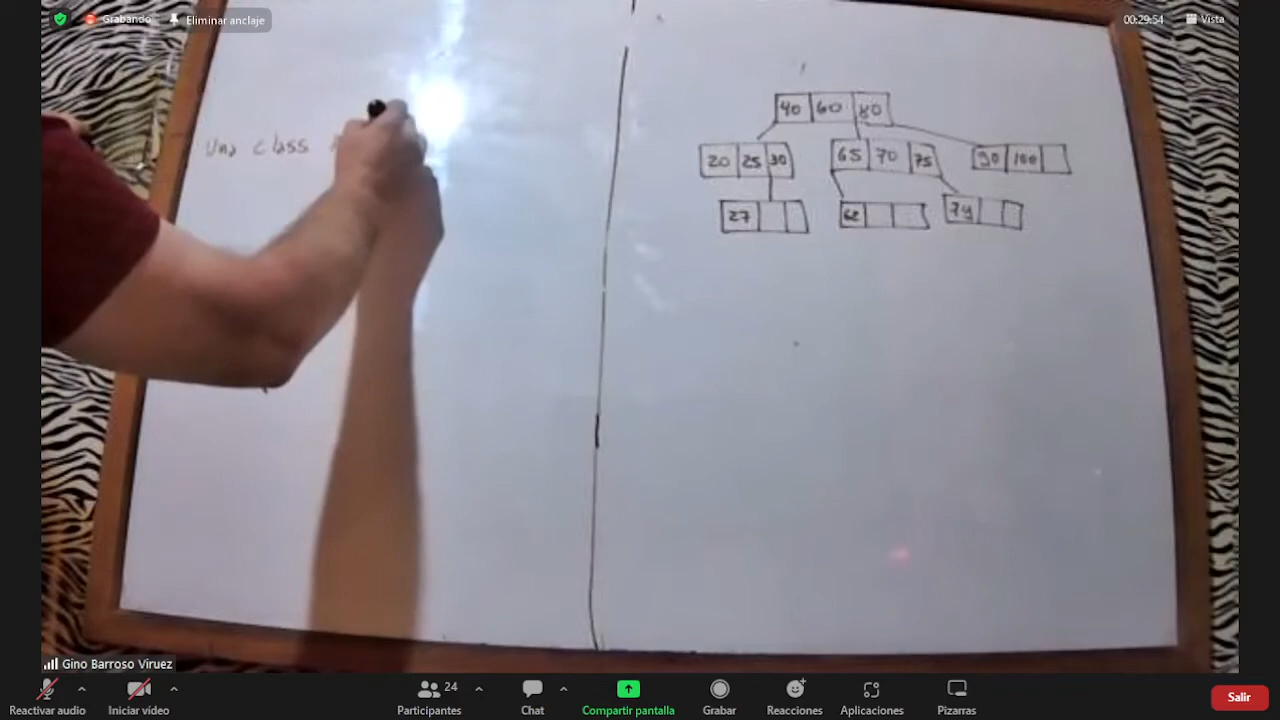 Grabando
Eliminar anclaje
00:29:54
Vista
Una class
40 60 80
20 25 30
65 70 75
90 100
27
62
74
Gino Barroso Viruez
Reactivar audio
Iniciar vídeo
Participantes
24
Chat
Compartir pantalla
Grabar
Reacciones
Aplicaciones
Pizarras
Salir